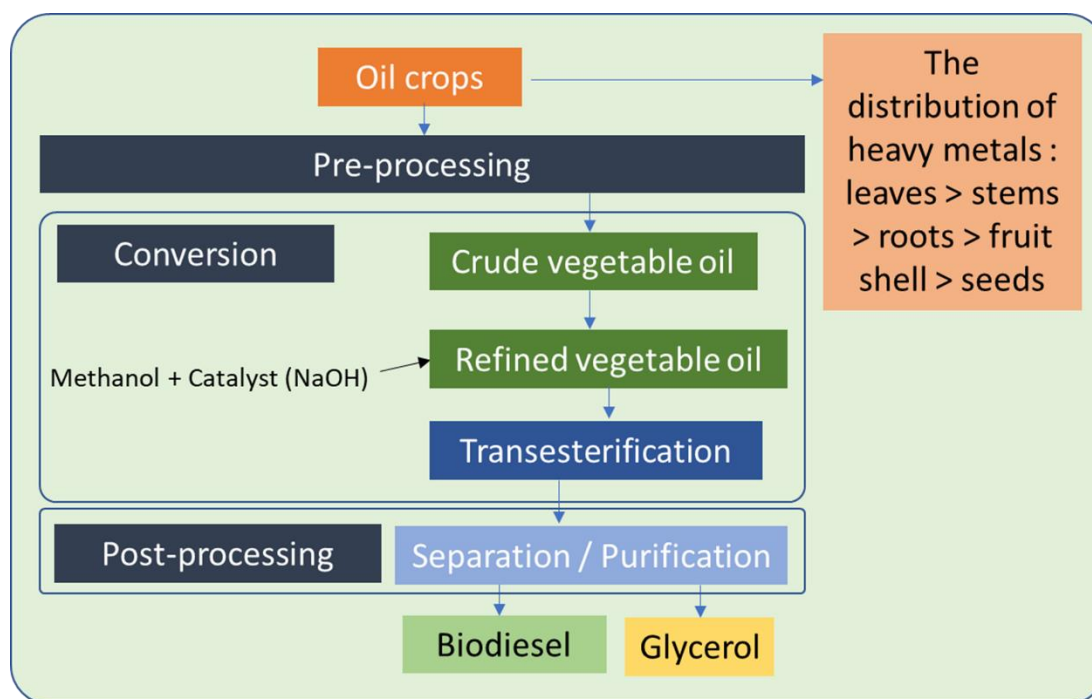 Oil crops
The
distribution of
heavy metals :
leaves > stems
> roots > fruit
shell > seeds
Pre-processing
Conversion
Crude vegetable oil
Methanol + Catalyst (NaOH)
Refined vegetable oil
Transesterification
Post-processing
Separation / Purification
Biodiesel
Glycerol